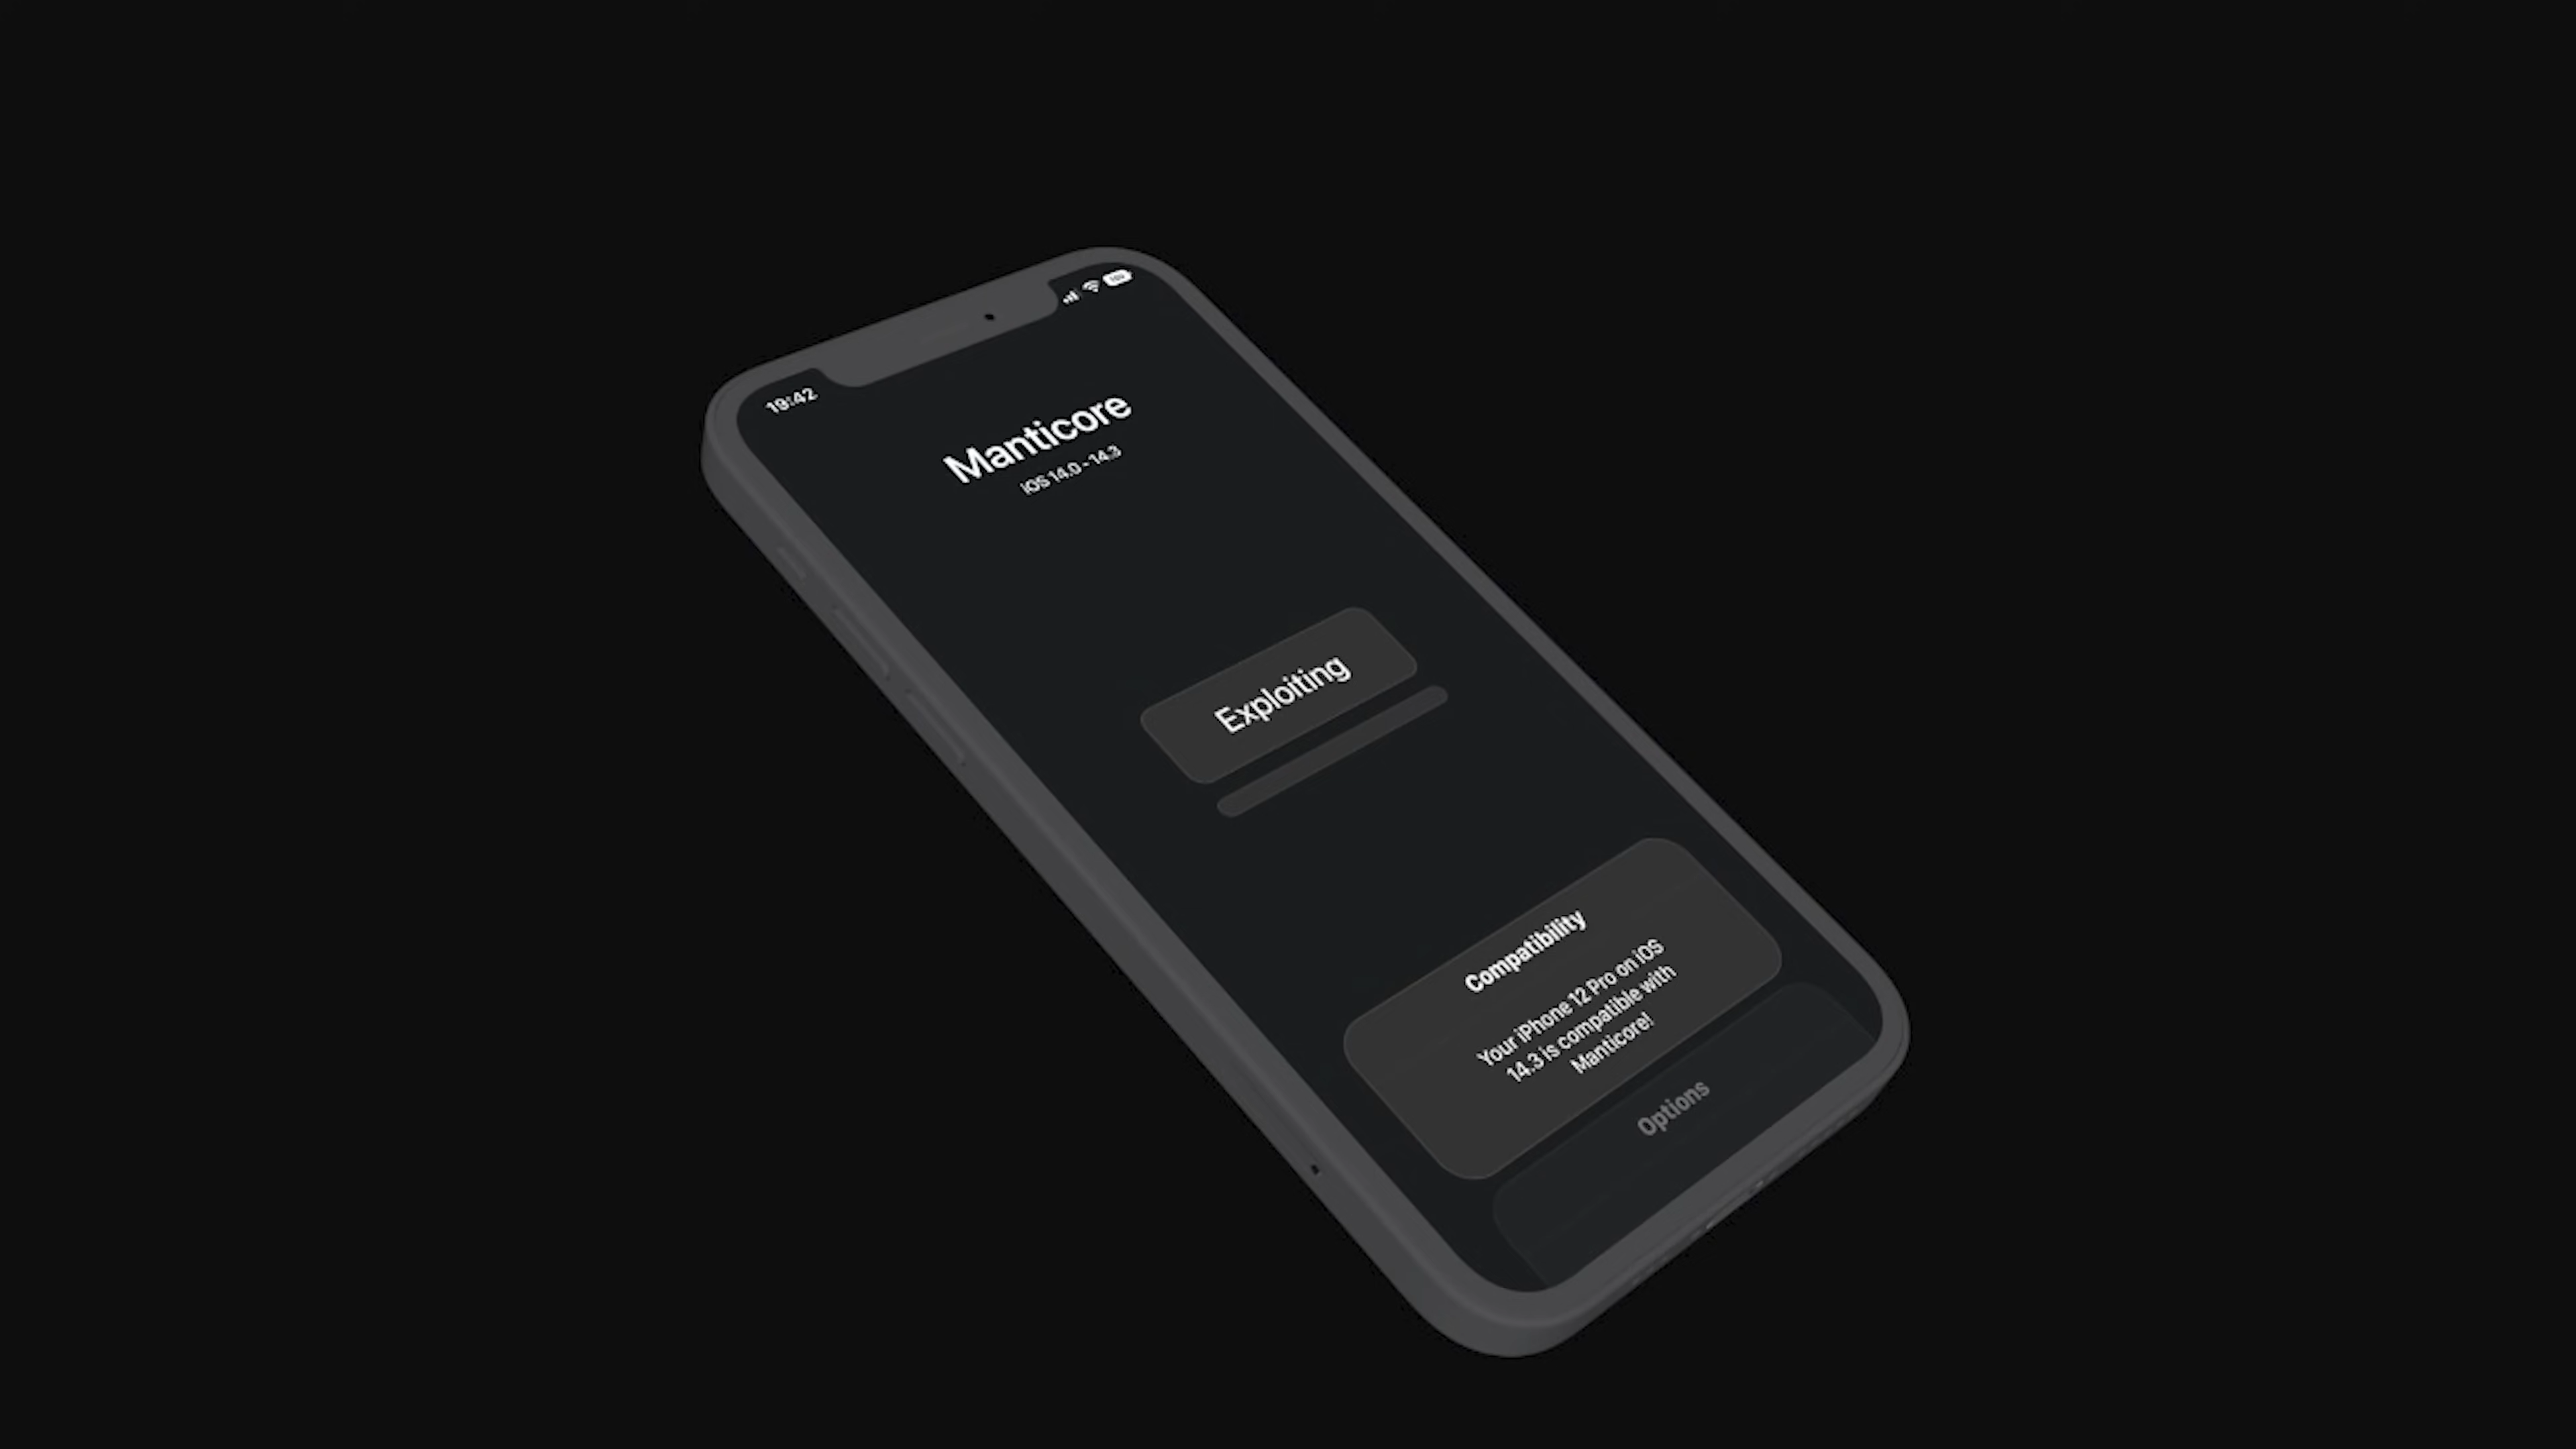 19:42
Manticore
iOS 14.0 - 14.3
Exploiting
Compatibility
Your iPhone 12 Pro on iOS
14.3 is compatible with
Manticore!
Options